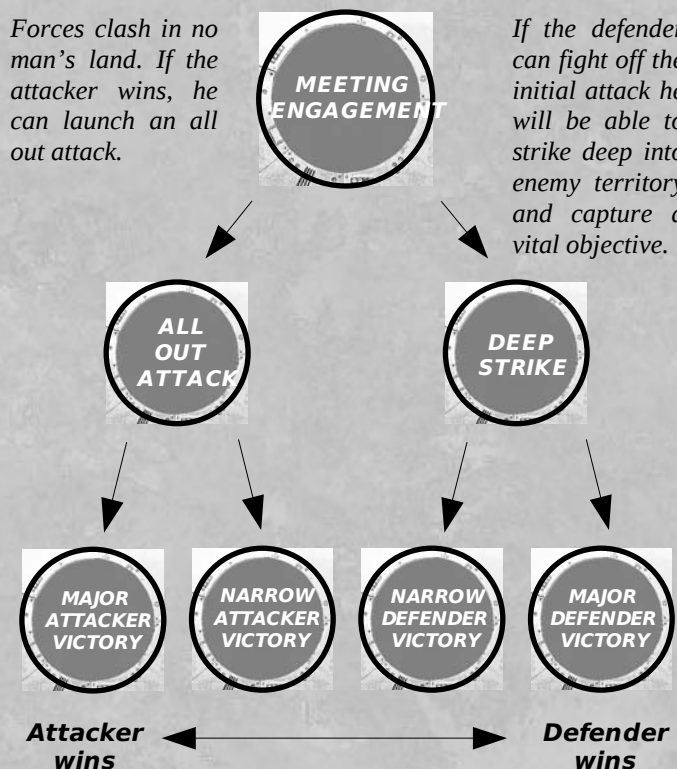 Forces clash in no
man's land. If the
attacker wins, he
can launch an all
out attack.
MEETING
ENGAGEMENT
If the defender
can fight off the
initial attack he
will be able to
strike deep into
enemy territory
and capture a
vital objective.
ALL
OUT
ATTACK
DEEP
STRIKE
MAJOR
ATTACKER
VICTORY
NARROW
ATTACKER
VICTORY
NARROW
DEFENDER
VICTORY
MAJOR
DEFENDER
VICTORY
Attacker
wins
Defender
wins